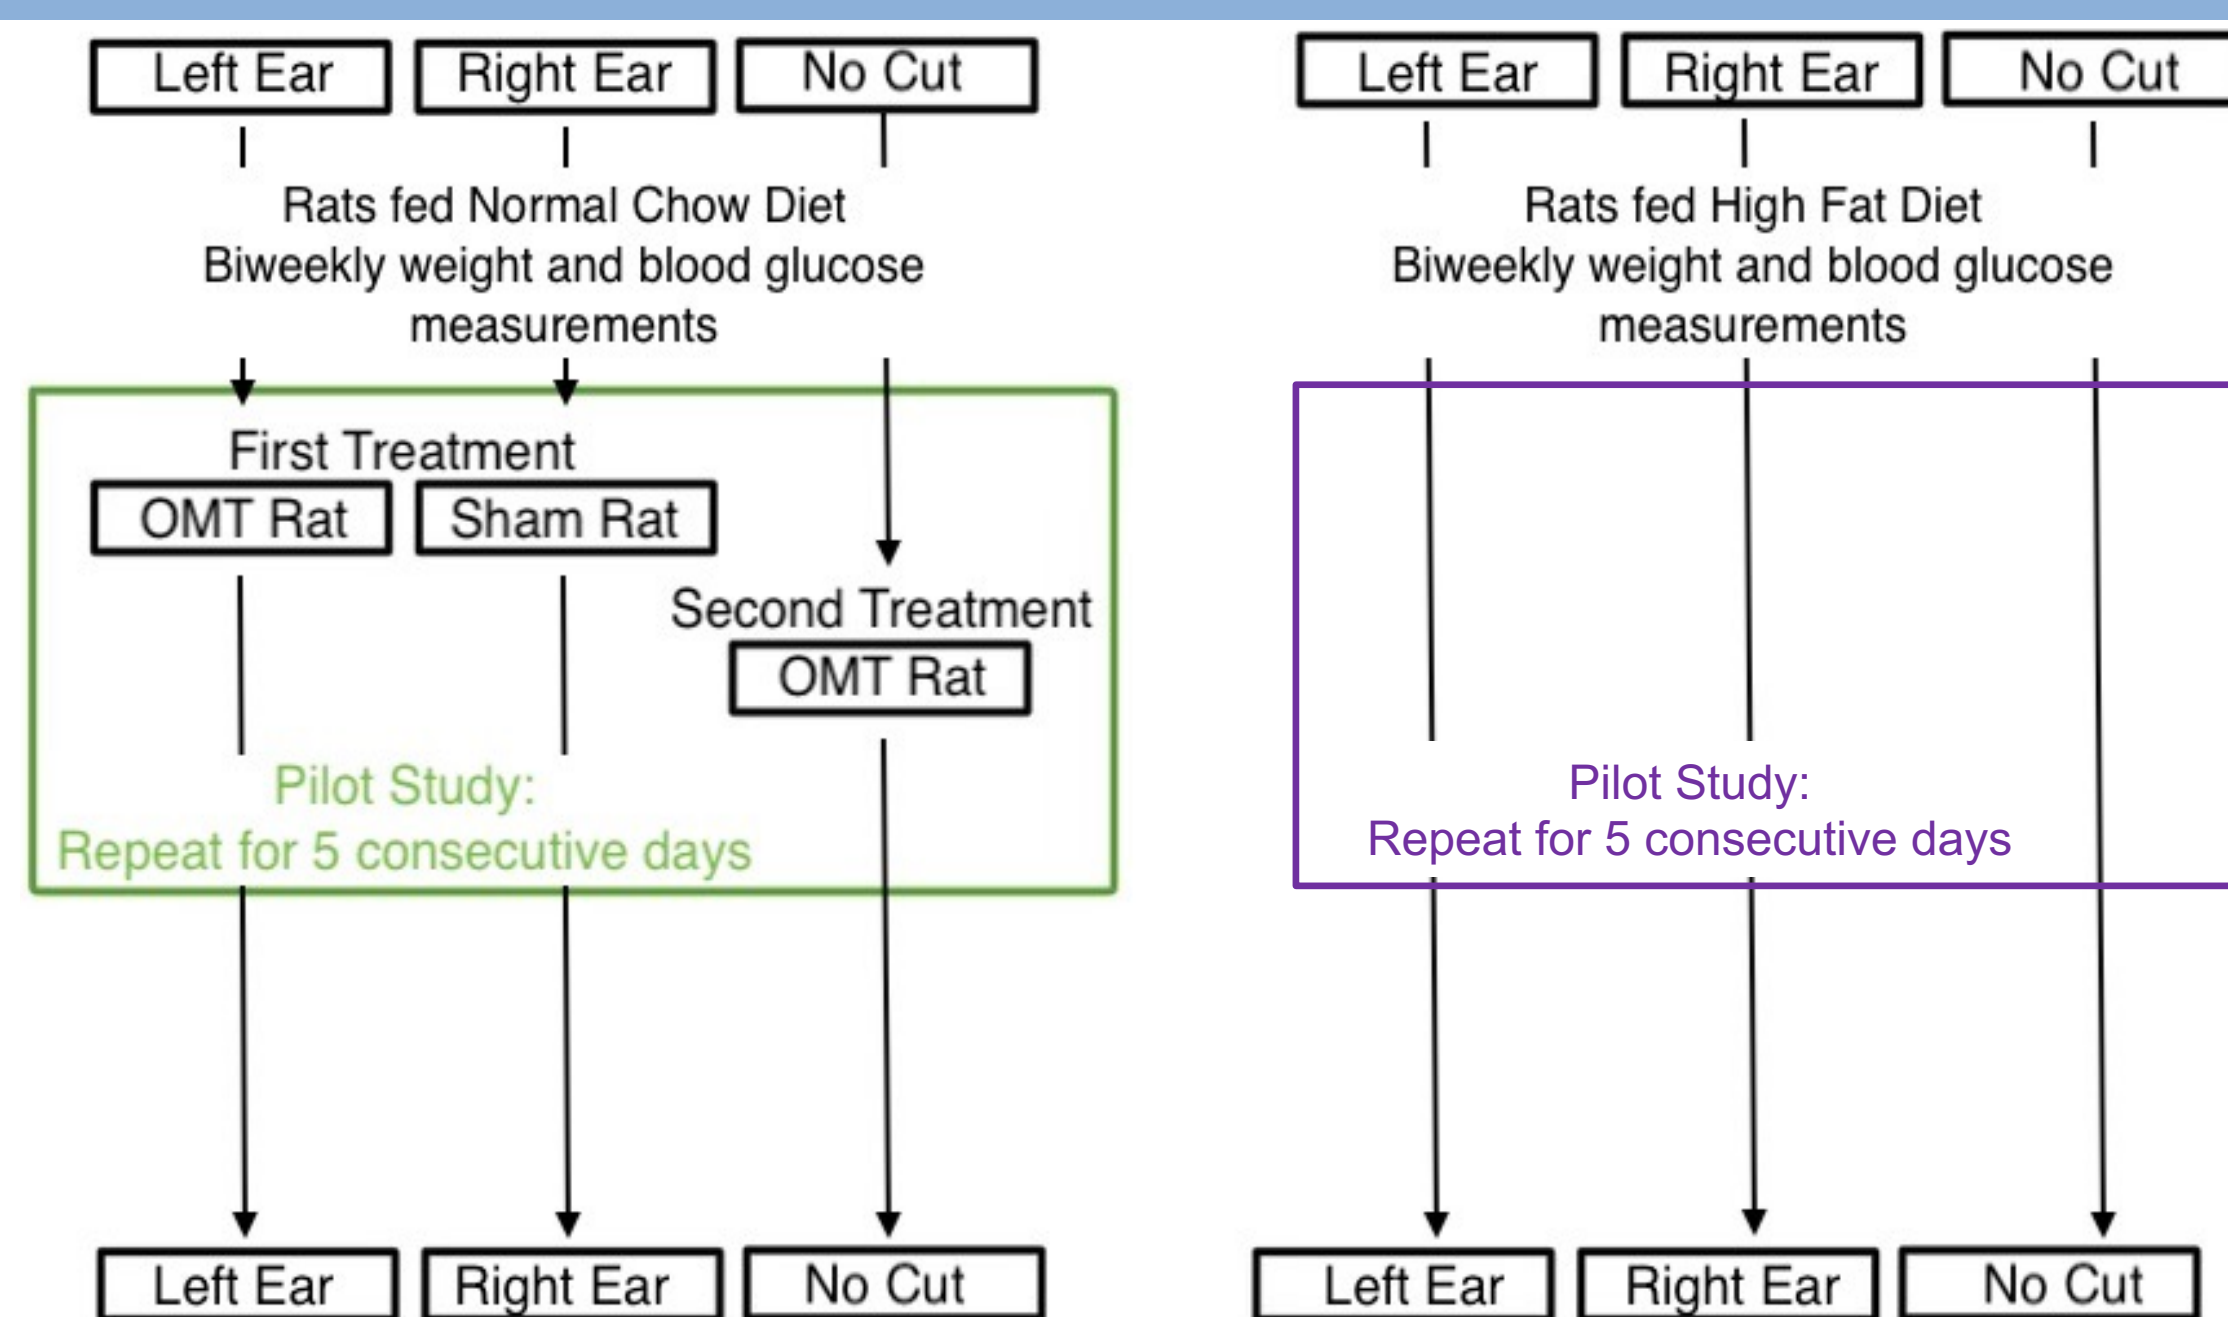 Left Ear
Right Ear
No Cut
Rats fed Normal Chow Diet
Biweekly weight and blood glucose
measurements
First Treatment
OMT Rat
Sham Rat
Second Treatment
OMT Rat
Pilot Study:
Repeat for 5 consecutive days
Left Ear
Right Ear
No Cut
Left Ear
Right Ear
No Cut
Rats fed High Fat Diet
Biweekly weight and blood glucose
measurements
Pilot Study:
Repeat for 5 consecutive days
Left Ear
Right Ear
No Cut